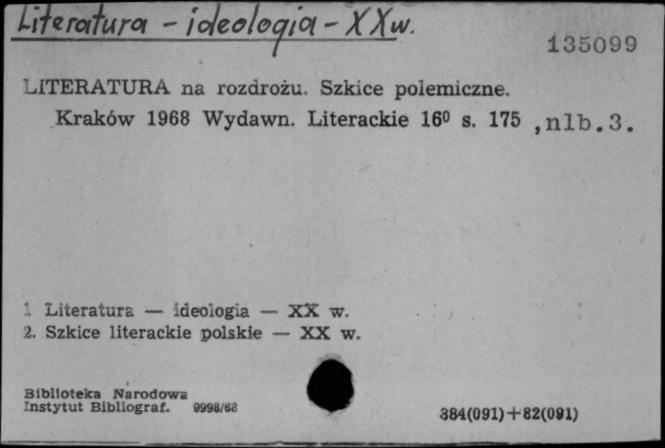 Literatura - ideologia - XX w.
135099
LITERATURA na rozdrożu. Szkice polemiczne.
Kraków 1968 Wydawn. Literackie 16⁰ s. 175 ,nlb.3.
1 Literatura — ideologia — XX w.
2. Szkice literackie polskie — XX w.
Biblioteka Narodowa
Instytut Bibliograf. 9998/68
384(091)+82(091)